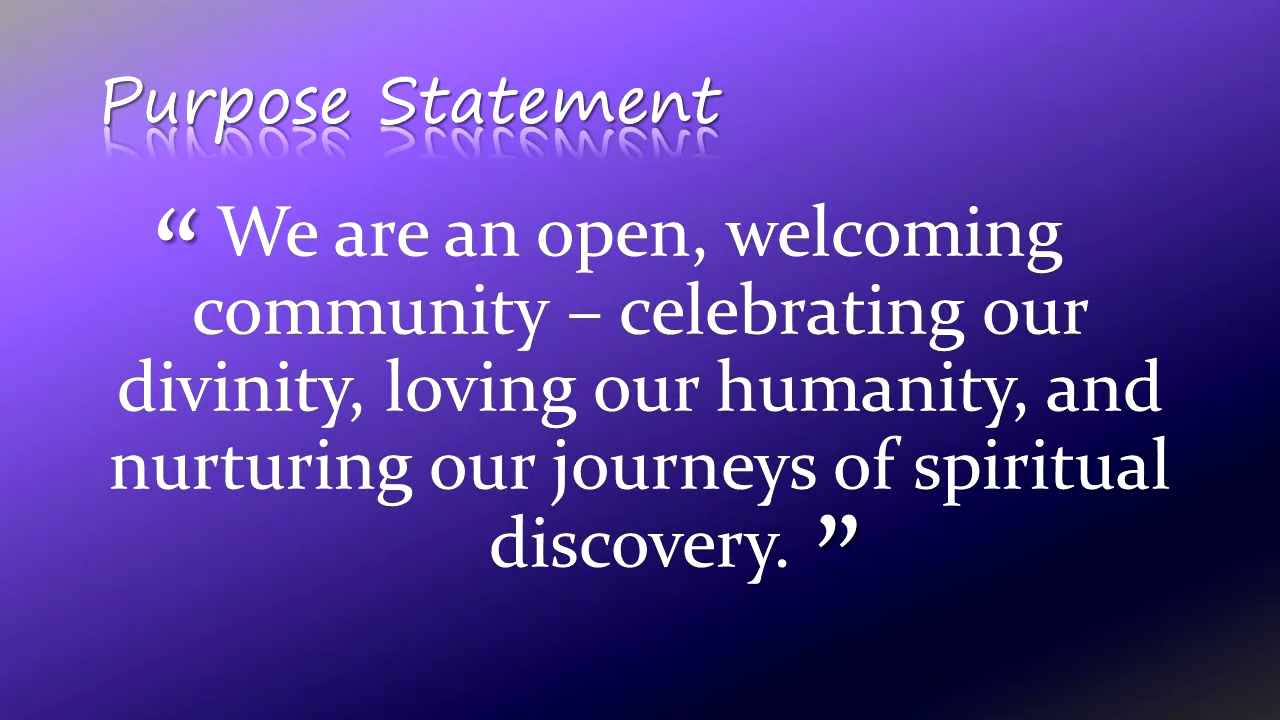 Purpose Statement
“ We are an open, welcoming
community – celebrating our
divinity, loving our humanity, and
nurturing our journeys of spiritual
discovery. ”